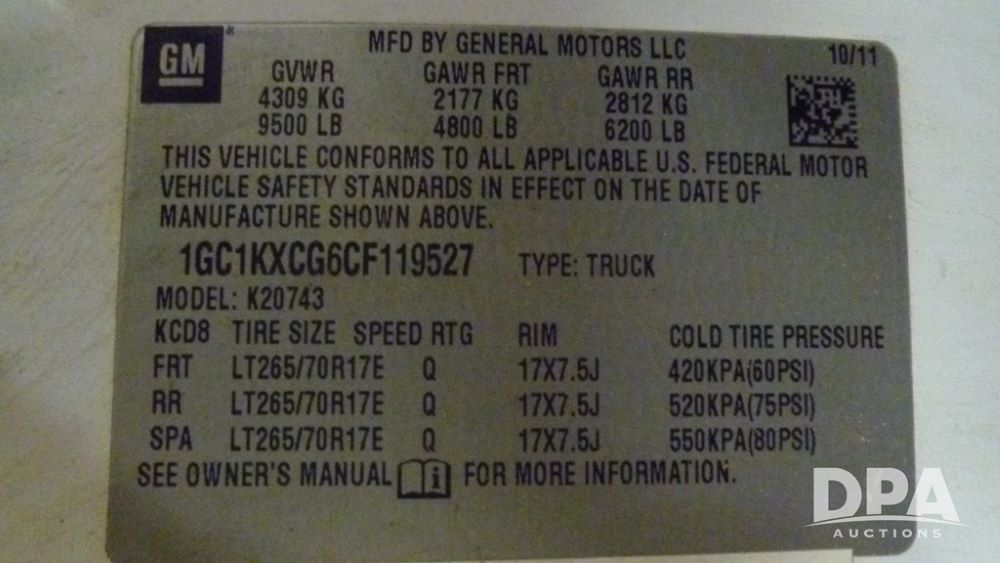 GM
MFD BY GENERAL MOTORS LLC 10/11
GVWR GAWR FRT GAWR RR
4309 KG 2177 KG 2812 KG
9500 LB 4800 LB 6200 LB
THIS VEHICLE CONFORMS TO ALL APPLICABLE U.S. FEDERAL MOTOR
VEHICLE SAFETY STANDARDS IN EFFECT ON THE DATE OF
MANUFACTURE SHOWN ABOVE.
1GC1KXCG6CF119527 TYPE: TRUCK
MODEL: K20743
KCD8 TIRE SIZE SPEED RTG RIM COLD TIRE PRESSURE
FRT LT265/70R17E Q 17X7.5J 420KPA(60PSI)
RR LT265/70R17E Q 17X7.5J 520KPA(75PSI)
SPA LT265/70R17E Q 17X7.5J 550KPA(80PSI)
SEE OWNER'S MANUAL FOR MORE INFORMATION.
DPA
AUCTIONS